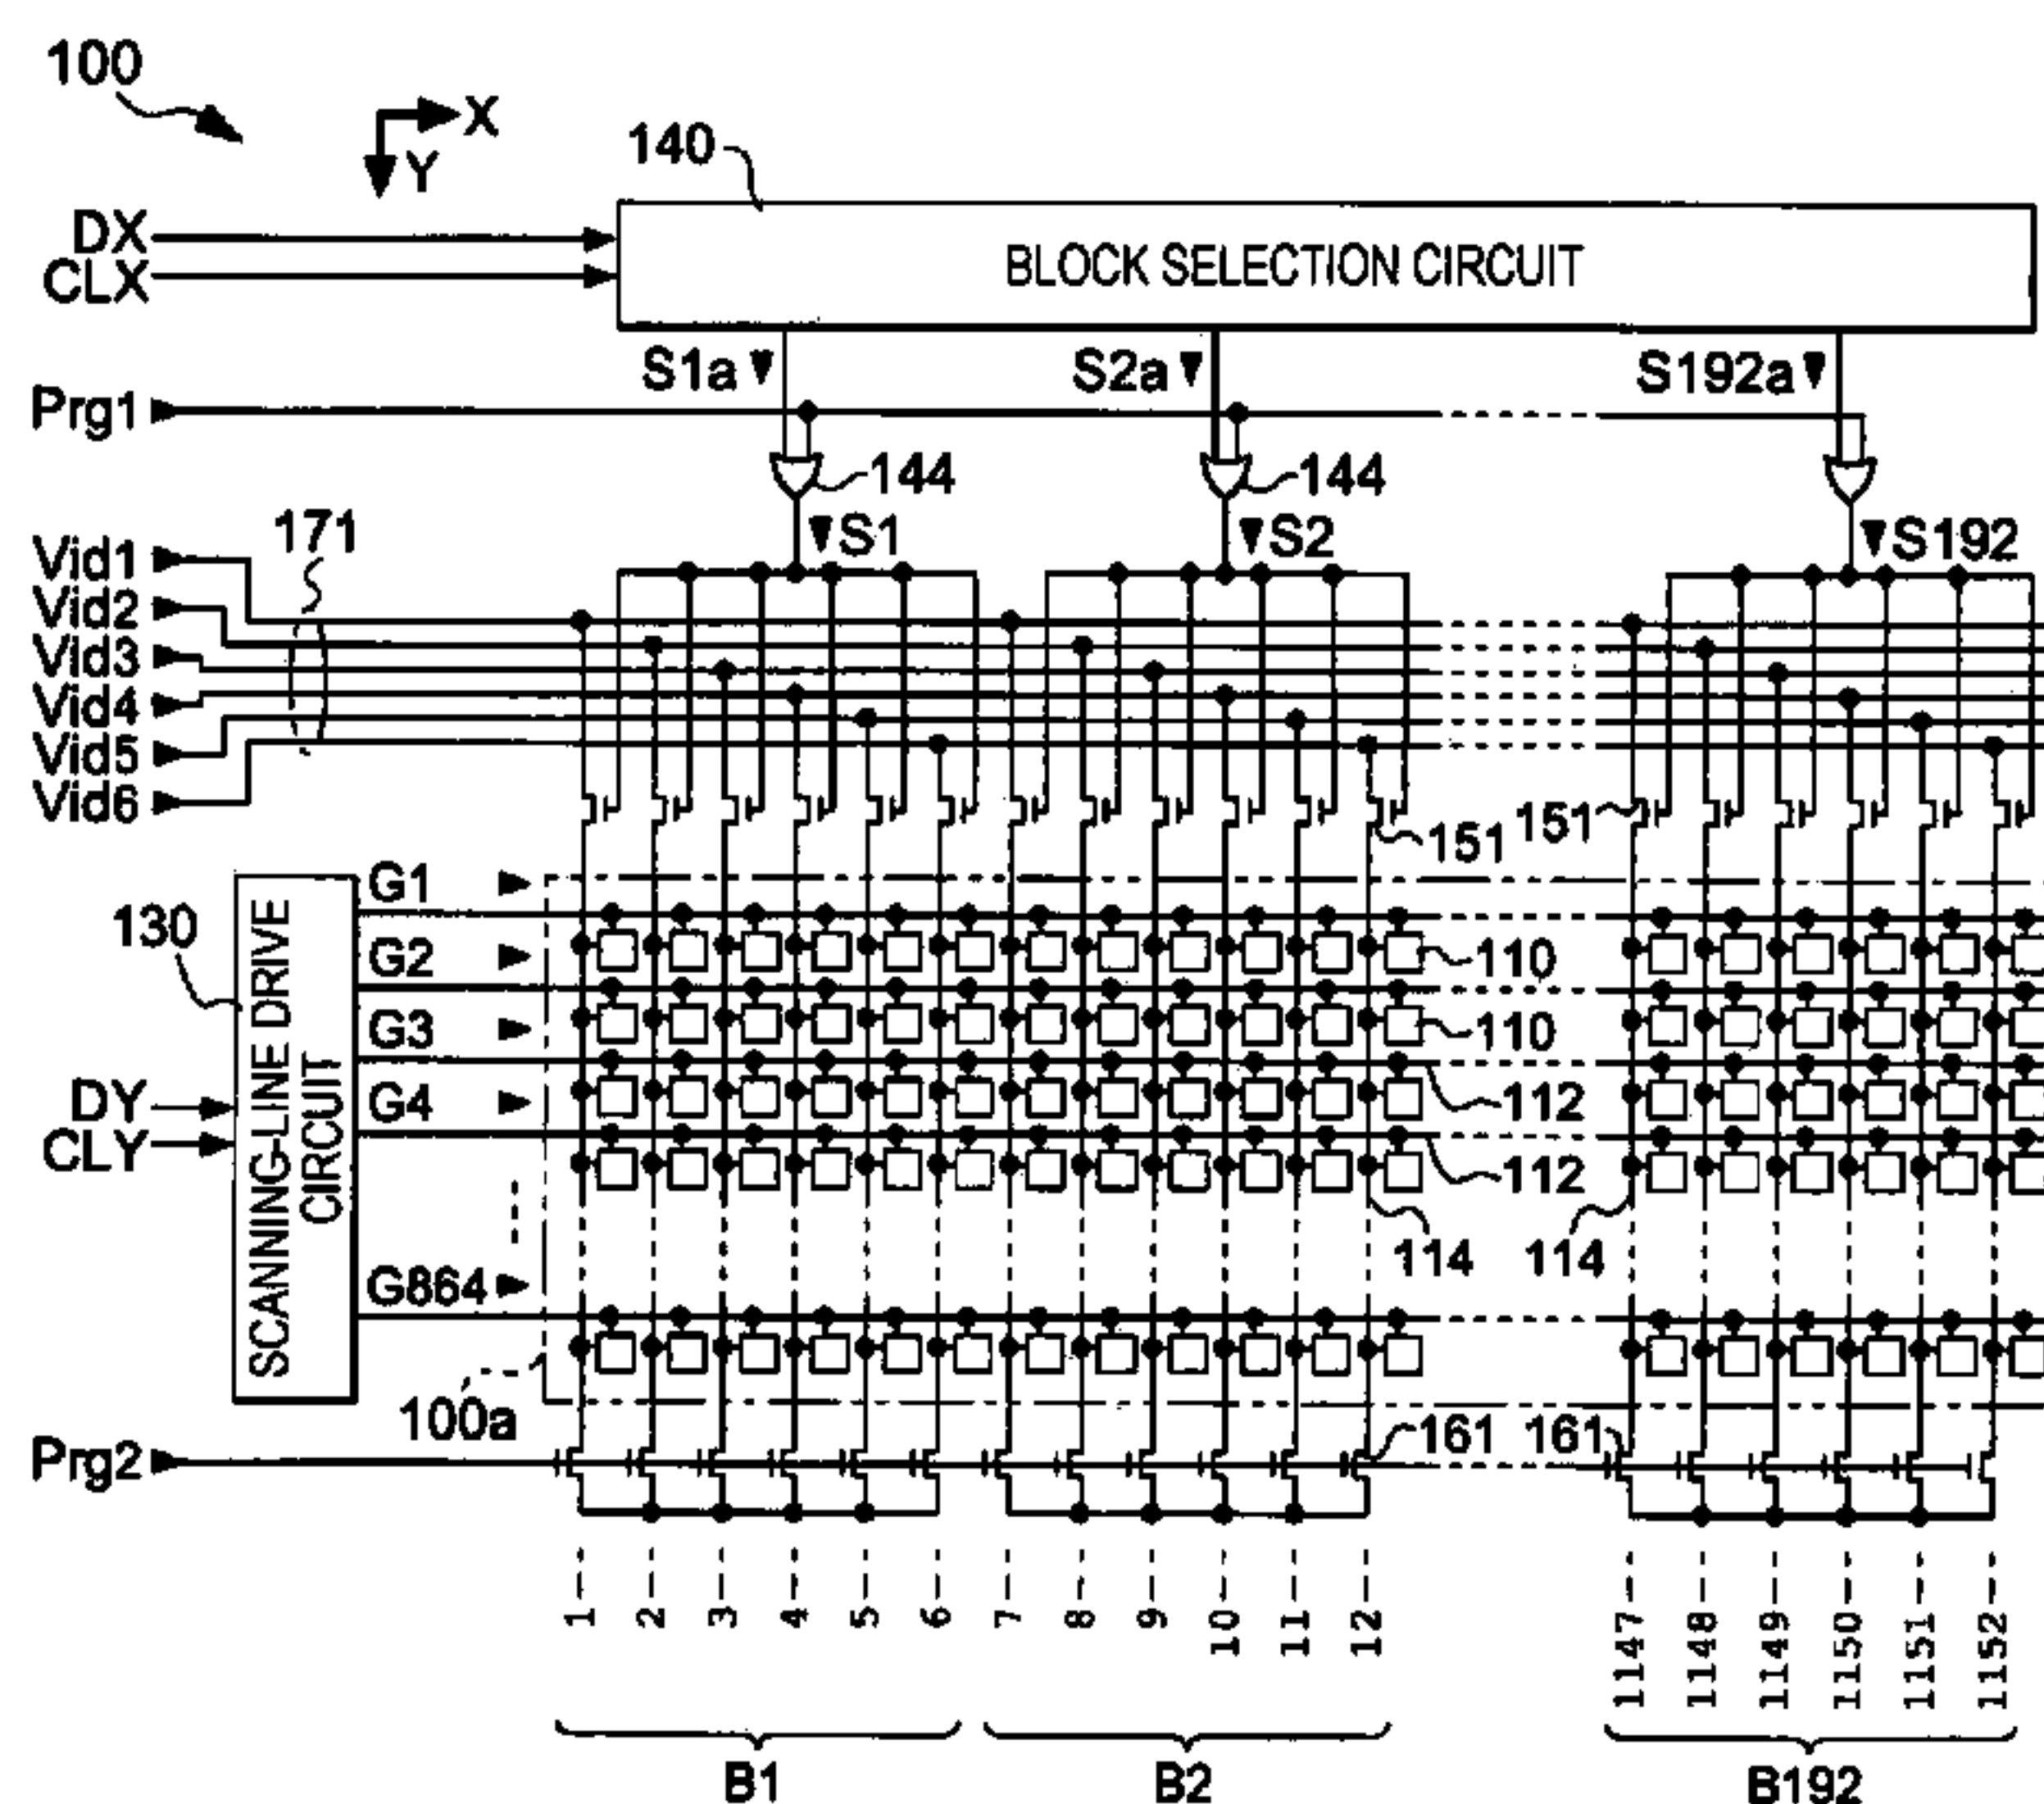 100
X
Y
140
DX
CLX
BLOCK SELECTION CIRCUIT
S1a
S2a
S192a
Prg1
144
144
171
S1
S2
S192
Vid1
Vid2
Vid3
Vid4
Vid5
Vid6
151
151
G1
130
G2
110
G3
110
SCANNING-LINE DRIVE
CIRCUIT
DY
CLY
G4
112
112
114
114
G864
100a
Prg2
161
161
1
2
3
4
5
6
7
8
9
10
11
12
1147
1148
1149
1150
1151
1152
B1
B2
B192